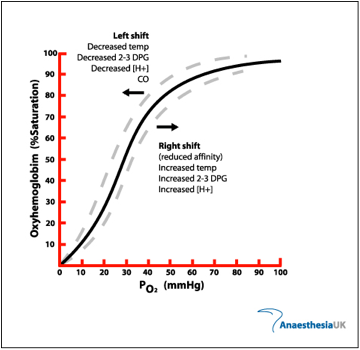 Left shift
Decreased temp
Decreased 2-3 DPG
Decreased [H+]
CO
100
90
80
70
60
50
40
30
20
10
Oxyhemoglobim (%Saturation)
Right shift
(reduced affinity)
Increased temp
Increased 2-3 DPG
Increased [H+]
0 10 20 30 40 50 60 70 80 90 100
PO₂ (mmHg)
AnaesthesiaUK